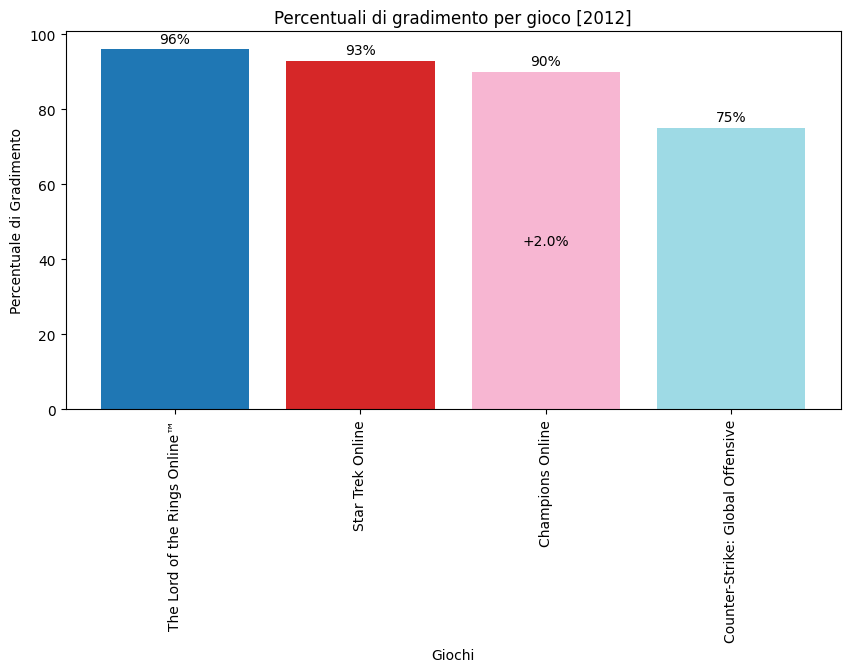 Percentuali di gradimento per gioco [2012]
Percentuale di Gradimento
100
80
60
40
20
0
96%
93%
90%
75%
+2.0%
The Lord of the Rings Online™
Star Trek Online
Champions Online
Counter-Strike: Global Offensive
Giochi